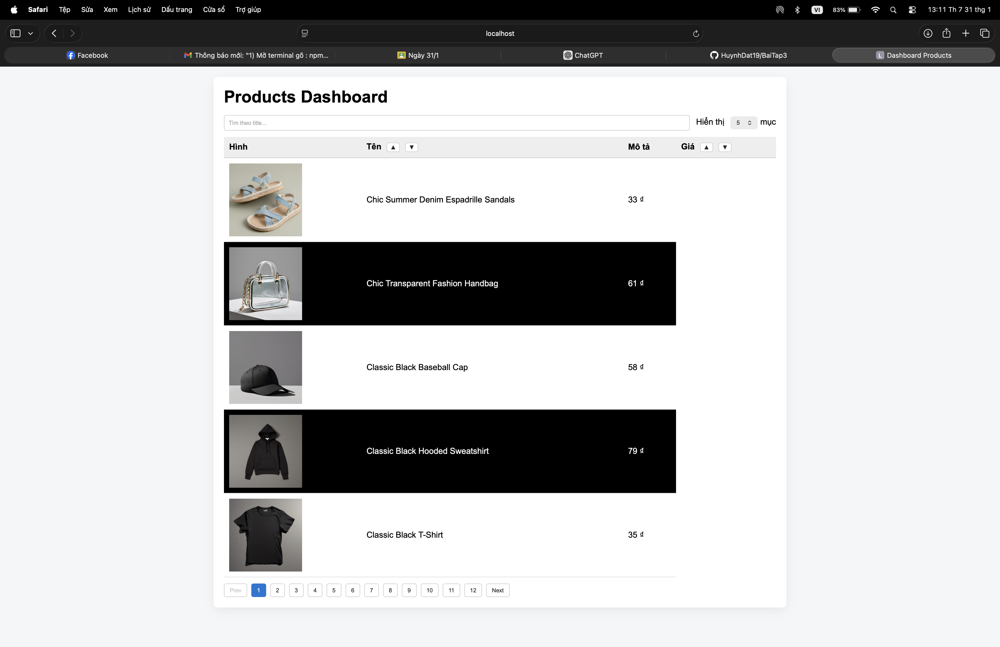 Safari Tệp Sửa Xem Lịch sử Dấu trang Cửa sổ Trợ giúp VI 83% 13:11 Th 7 31 thg 1
localhost
Facebook Thông báo mới: "1) Mở terminal gõ : npm... Ngày 31/1 ChatGPT HuynhDat19/BaiTap3 L Dashboard Products
Products Dashboard
Tìm theo title... Hiển thị 5 mục
Hình Tên ▲ ▼ Mô tả Giá ▲ ▼
Chic Summer Denim Espadrille Sandals 33 ₫
Chic Transparent Fashion Handbag 61 ₫
Classic Black Baseball Cap 58 ₫
Classic Black Hooded Sweatshirt 79 ₫
Classic Black T-Shirt 35 ₫
Prev 1 2 3 4 5 6 7 8 9 10 11 12 Next